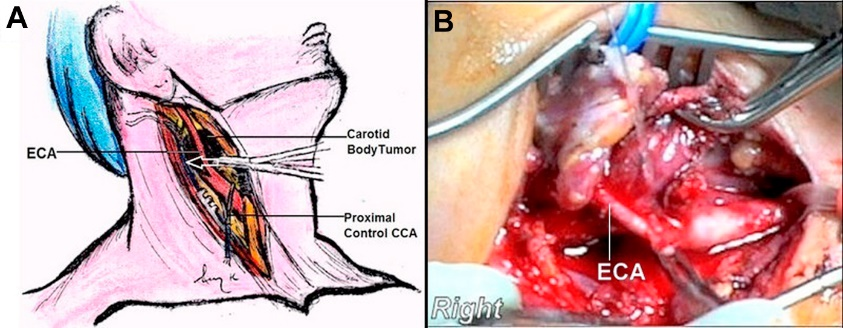 A
ECA
Carotid
BodyTumor
Proximal
Control CCA
B
ECA
Right